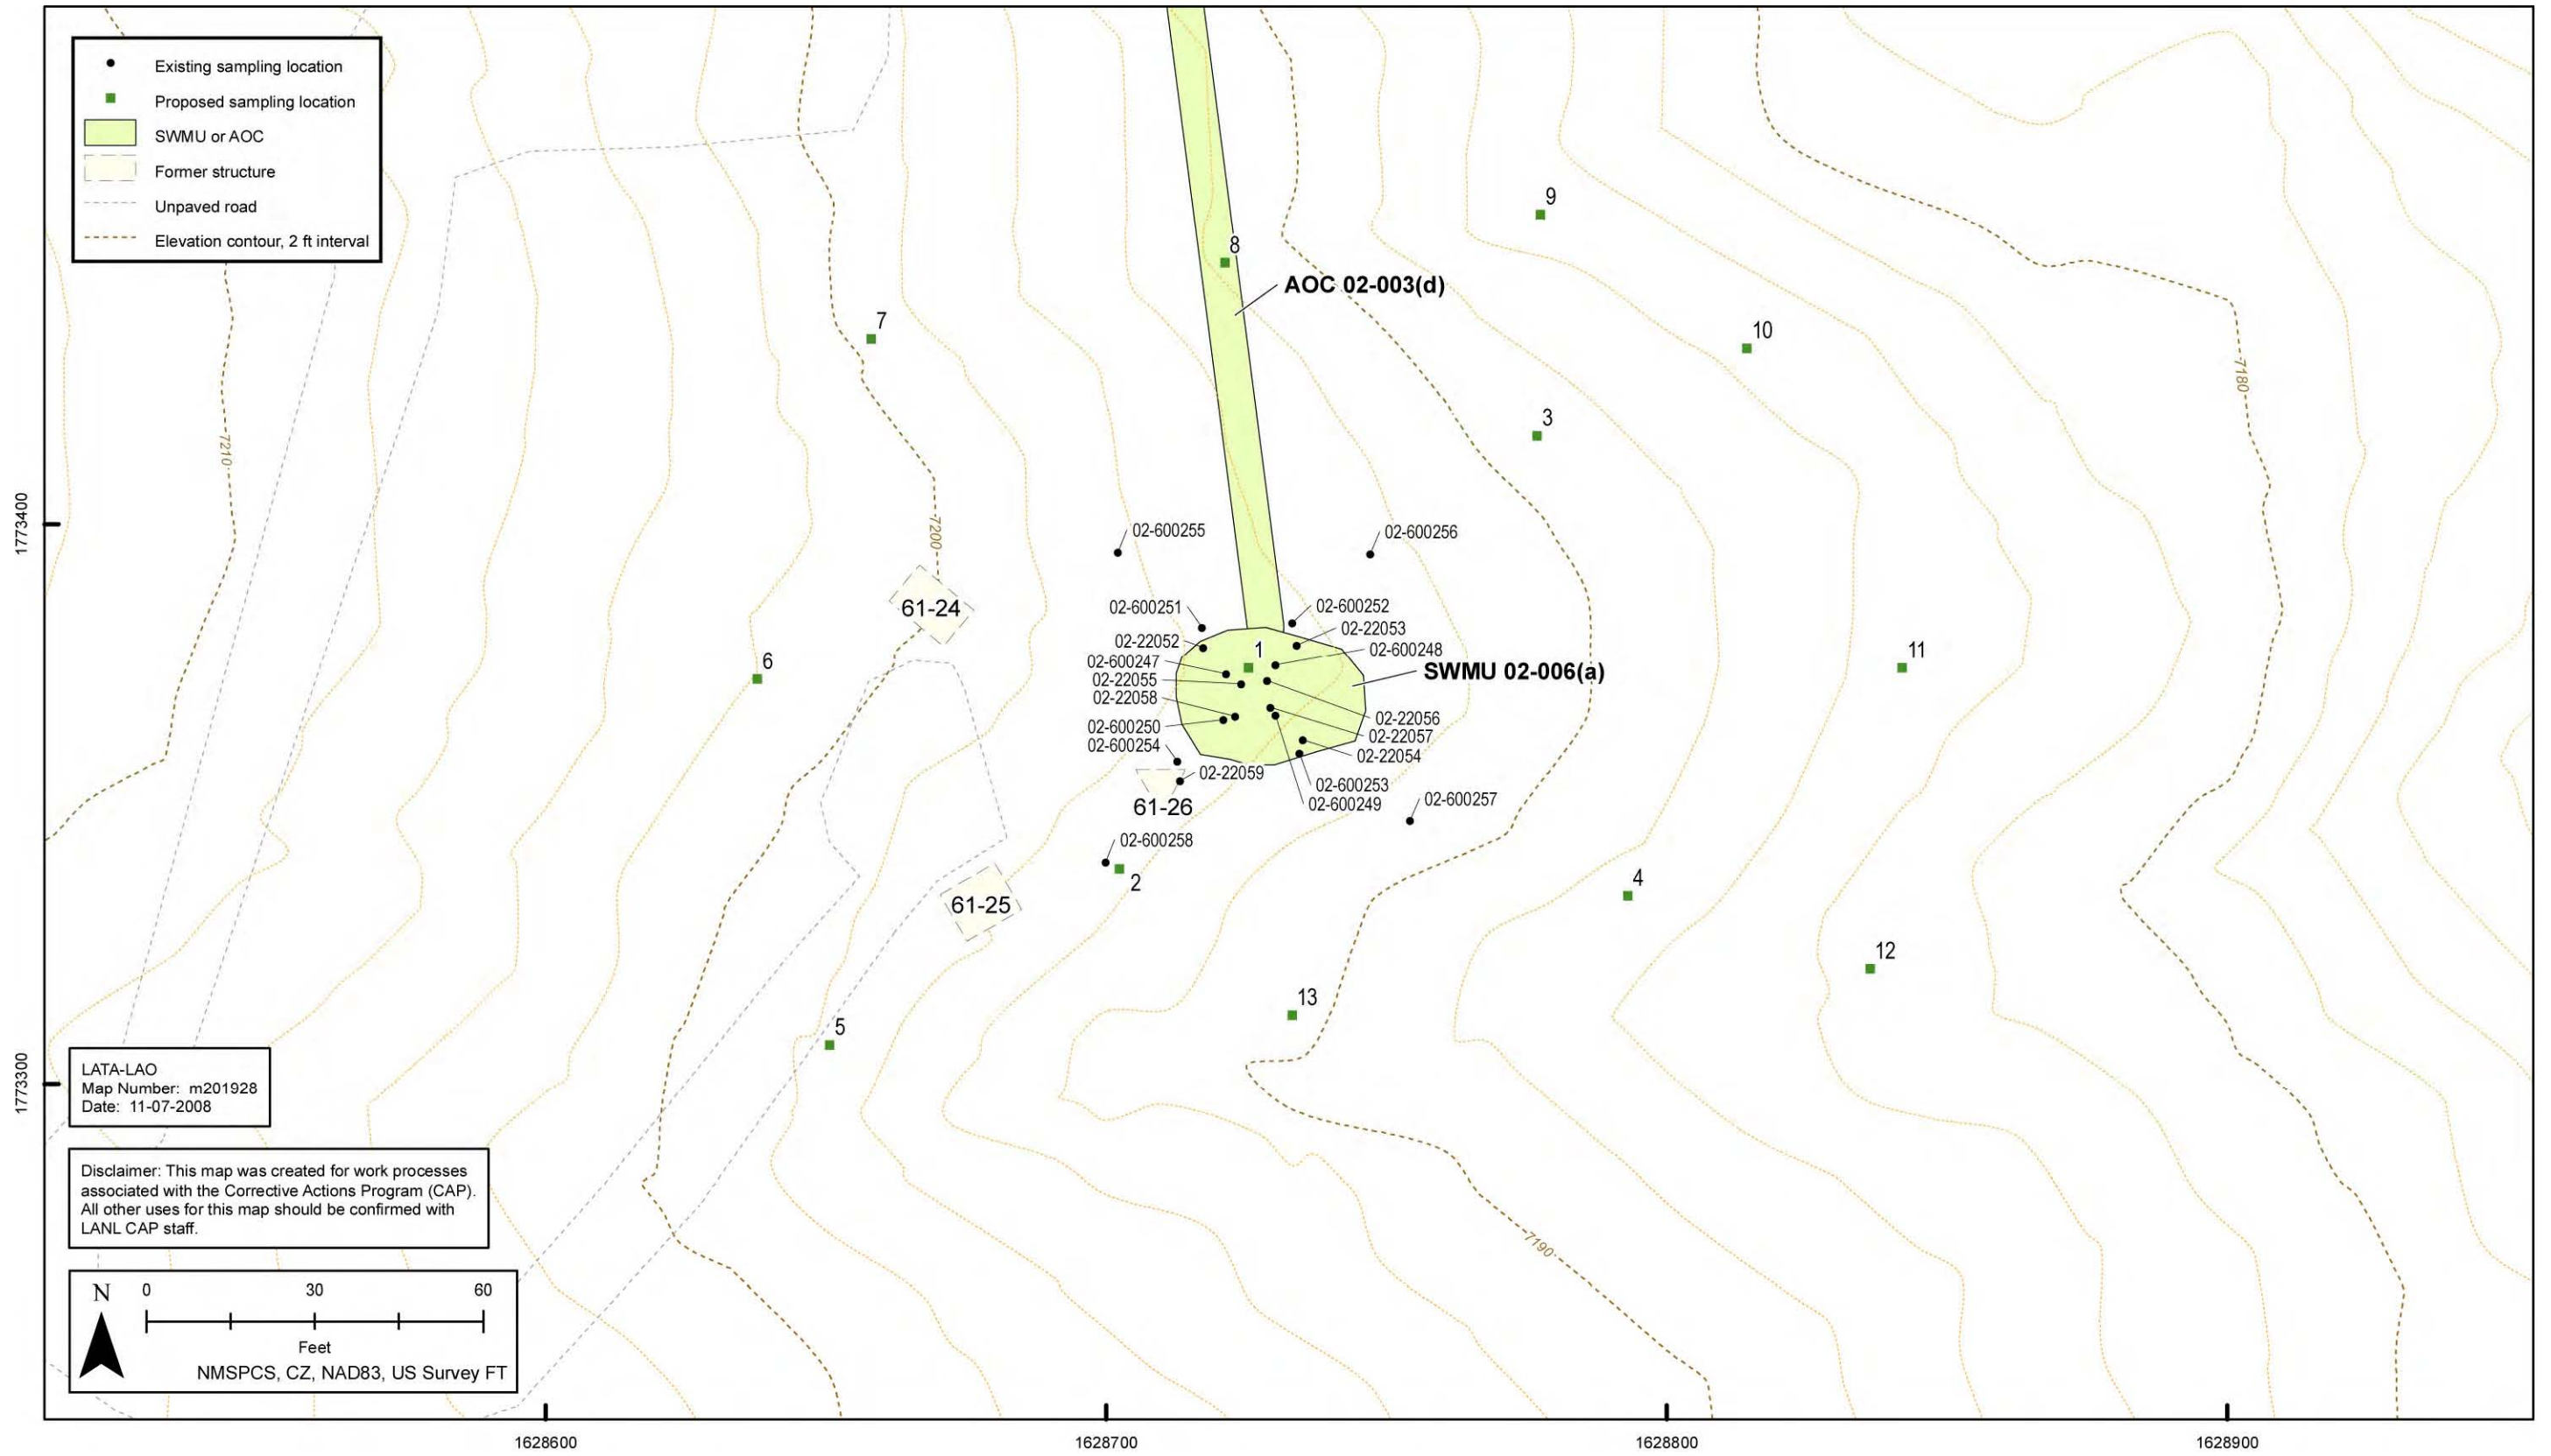 Existing sampling location
Proposed sampling location
SWMU or AOC
Former structure
Unpaved road
Elevation contour, 2 ft interval
9
8
AOC 02-003(d)
7
10
7180
3
7210
1773400
7200
02-600255
02-600256
61-24
02-600251
02-600252
02-22053
02-22052
1
02-600248
11
02-600247
6
SWMU 02-006(a)
02-22055
02-22058
02-22056
02-600250
02-22057
02-600254
02-22054
02-22059
02-600253
61-26
02-600249
02-600257
02-600258
2
4
61-25
12
13
5
1773300
LATA-LAO
Map Number: m201928
Date: 11-07-2008
Disclaimer: This map was created for work processes
associated with the Corrective Actions Program (CAP).
All other uses for this map should be confirmed with
LANL CAP staff.
7190
N
0 30 60
Feet
NMSPCS, CZ, NAD83, US Survey FT
1628600
1628700
1628800
1628900